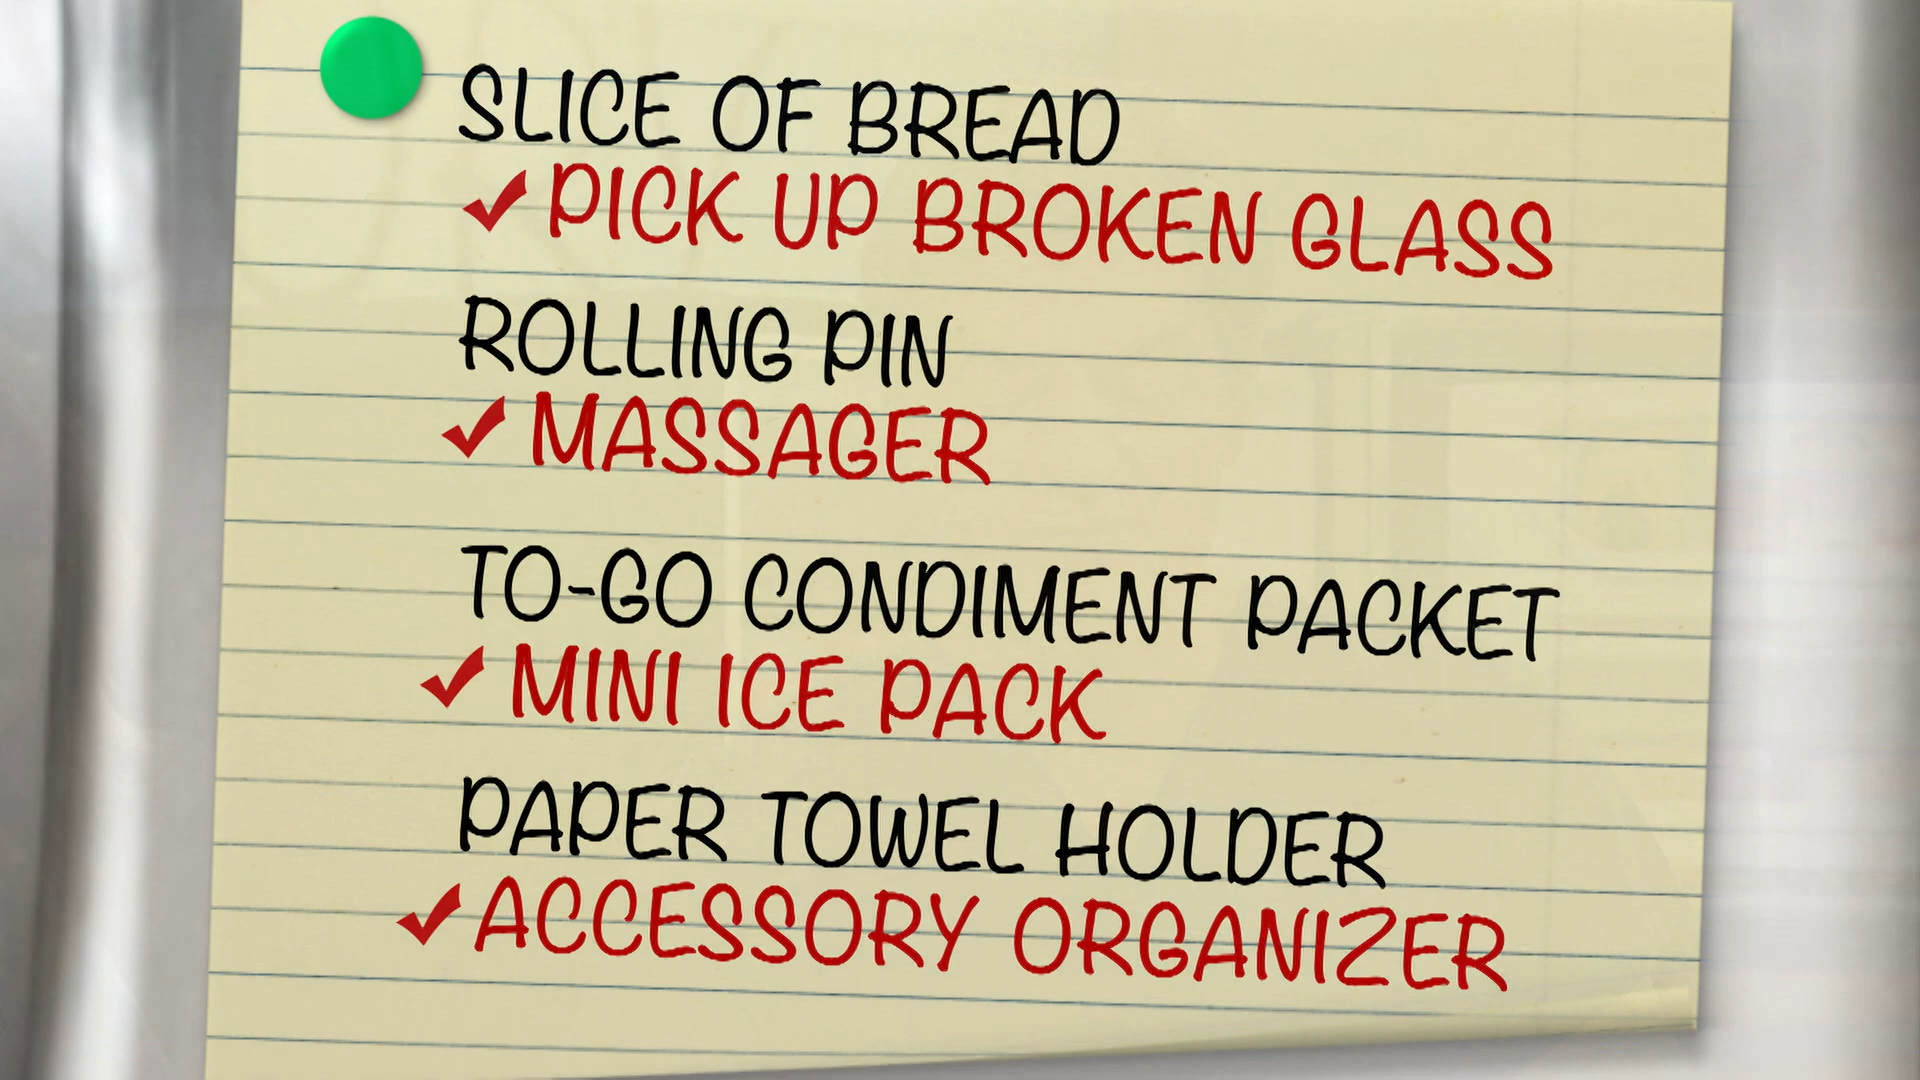 SLICE OF BREAD
✓ PICK UP BROKEN GLASS
ROLLING PIN
✓ MASSAGER
TO-GO CONDIMENT PACKET
✓ MINI ICE PACK
PAPER TOWEL HOLDER
✓ ACCESSORY ORGANIZER